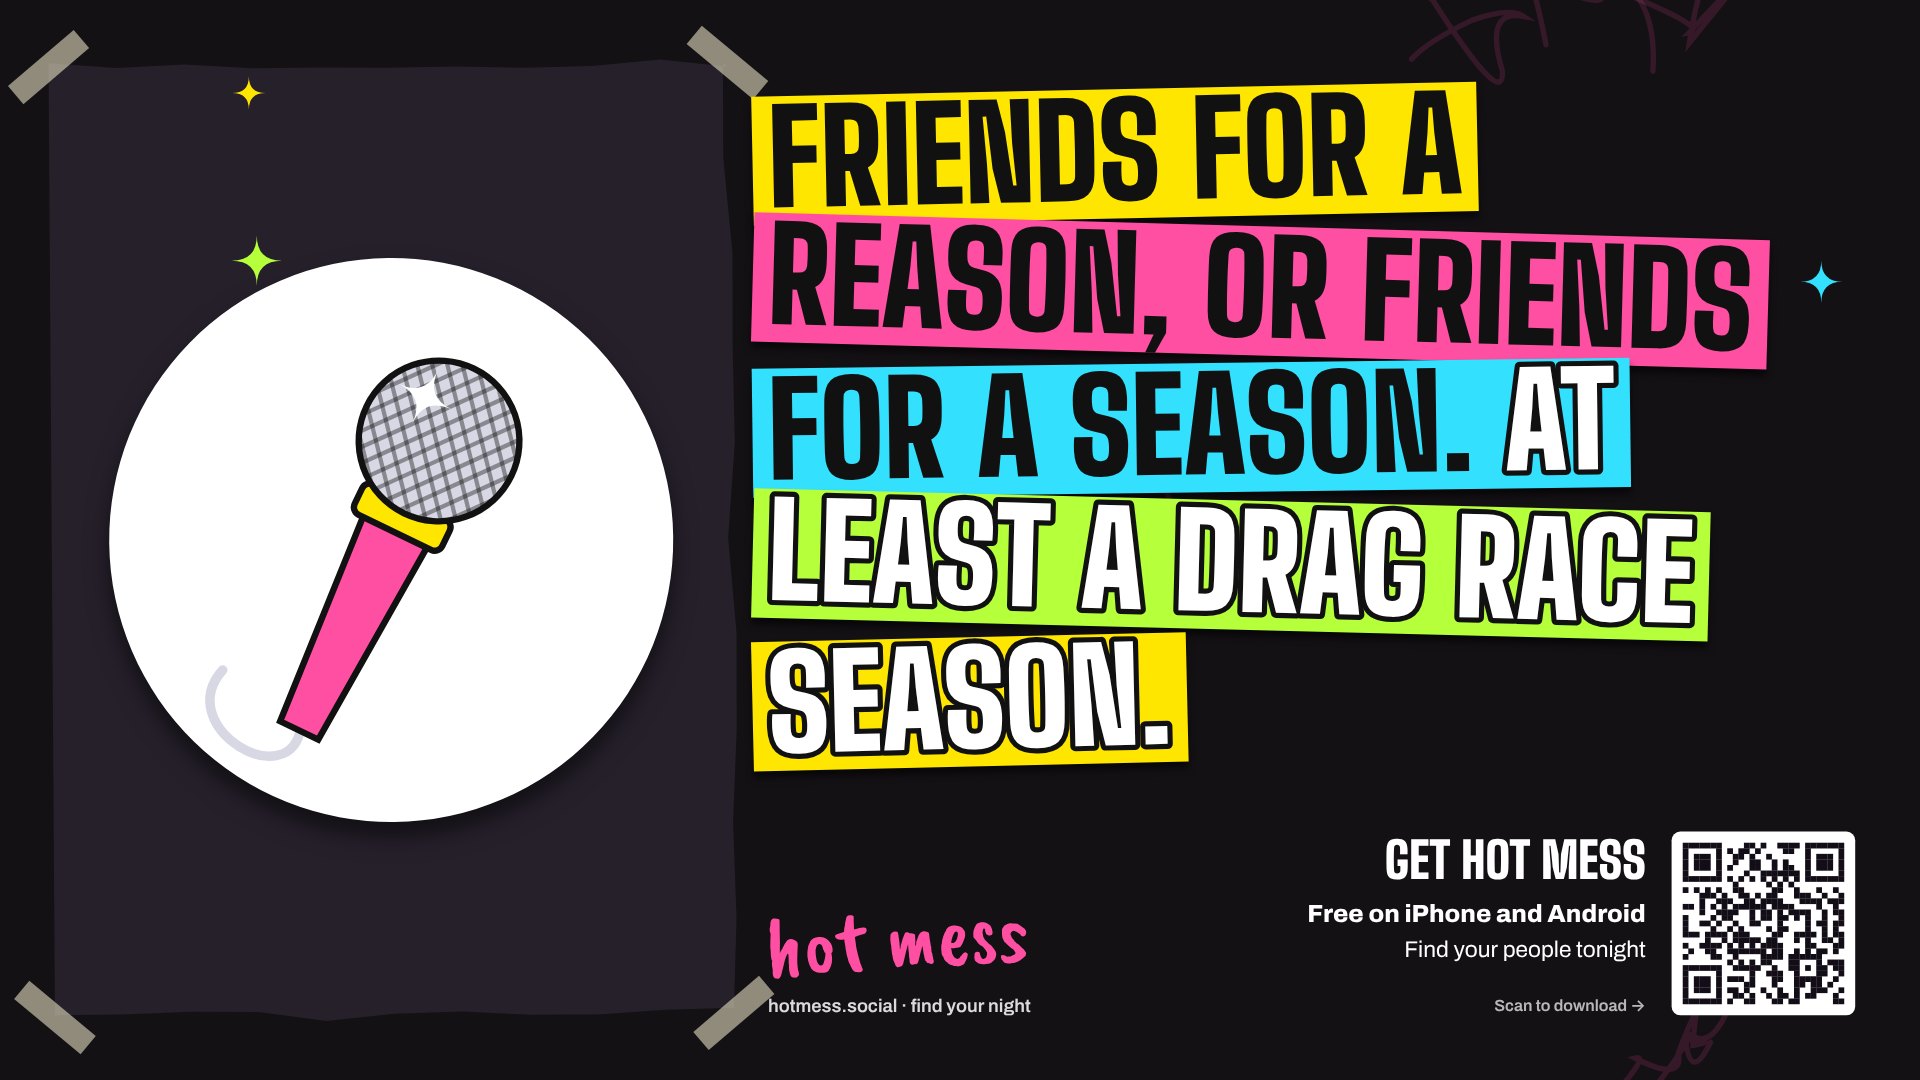 FRIENDS FOR A
REASON, OR FRIENDS
FOR A SEASON. AT
LEAST A DRAG RACE
SEASON.
hot mess
hotmess.social · find your night
GET HOT MESS
Free on iPhone and Android
Find your people tonight
Scan to download →